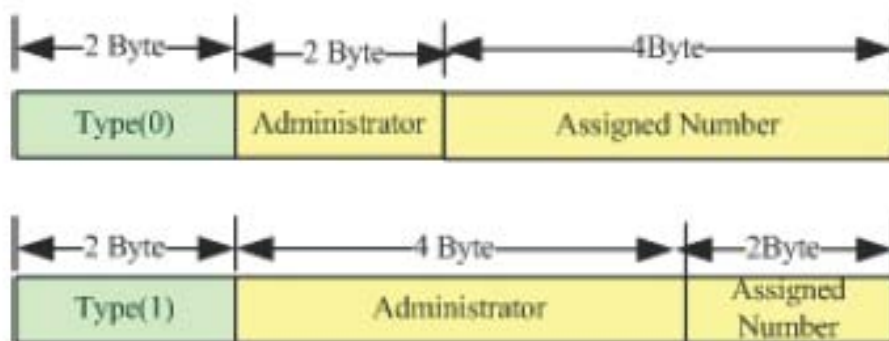 2 Byte 2 Byte 4Byte
Type(0) Administrator Assigned Number
2 Byte 4 Byte 2Byte
Type(1) Administrator Assigned
Number